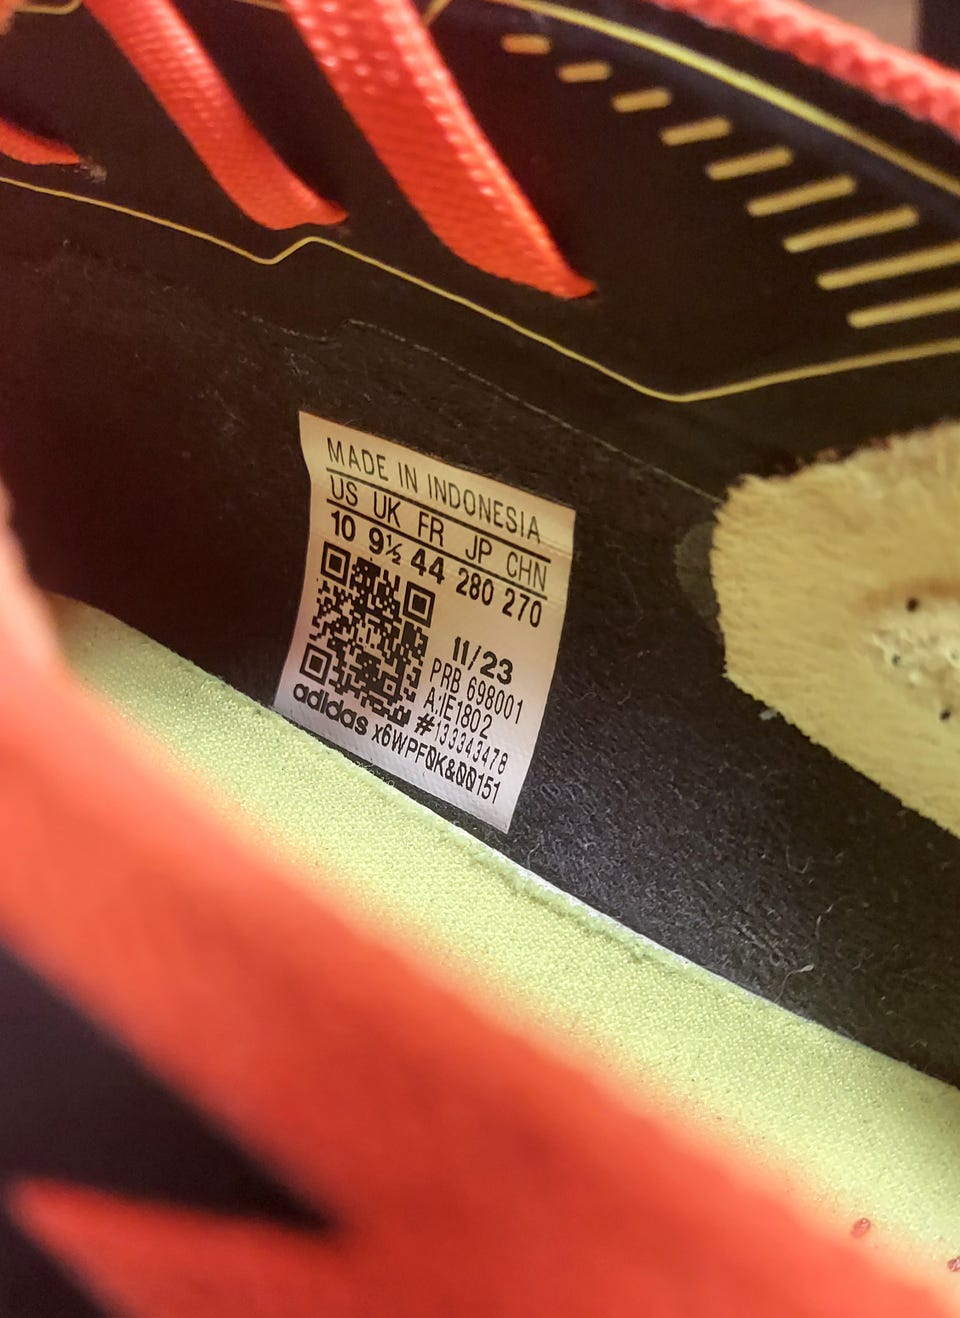 MADE IN INDONESIA
US UK FR JP CHN
10 9½ 44 280 270
11/23
PRB 698001
A:IE1802
#133343478
adidas x6WPF0K&QQ151